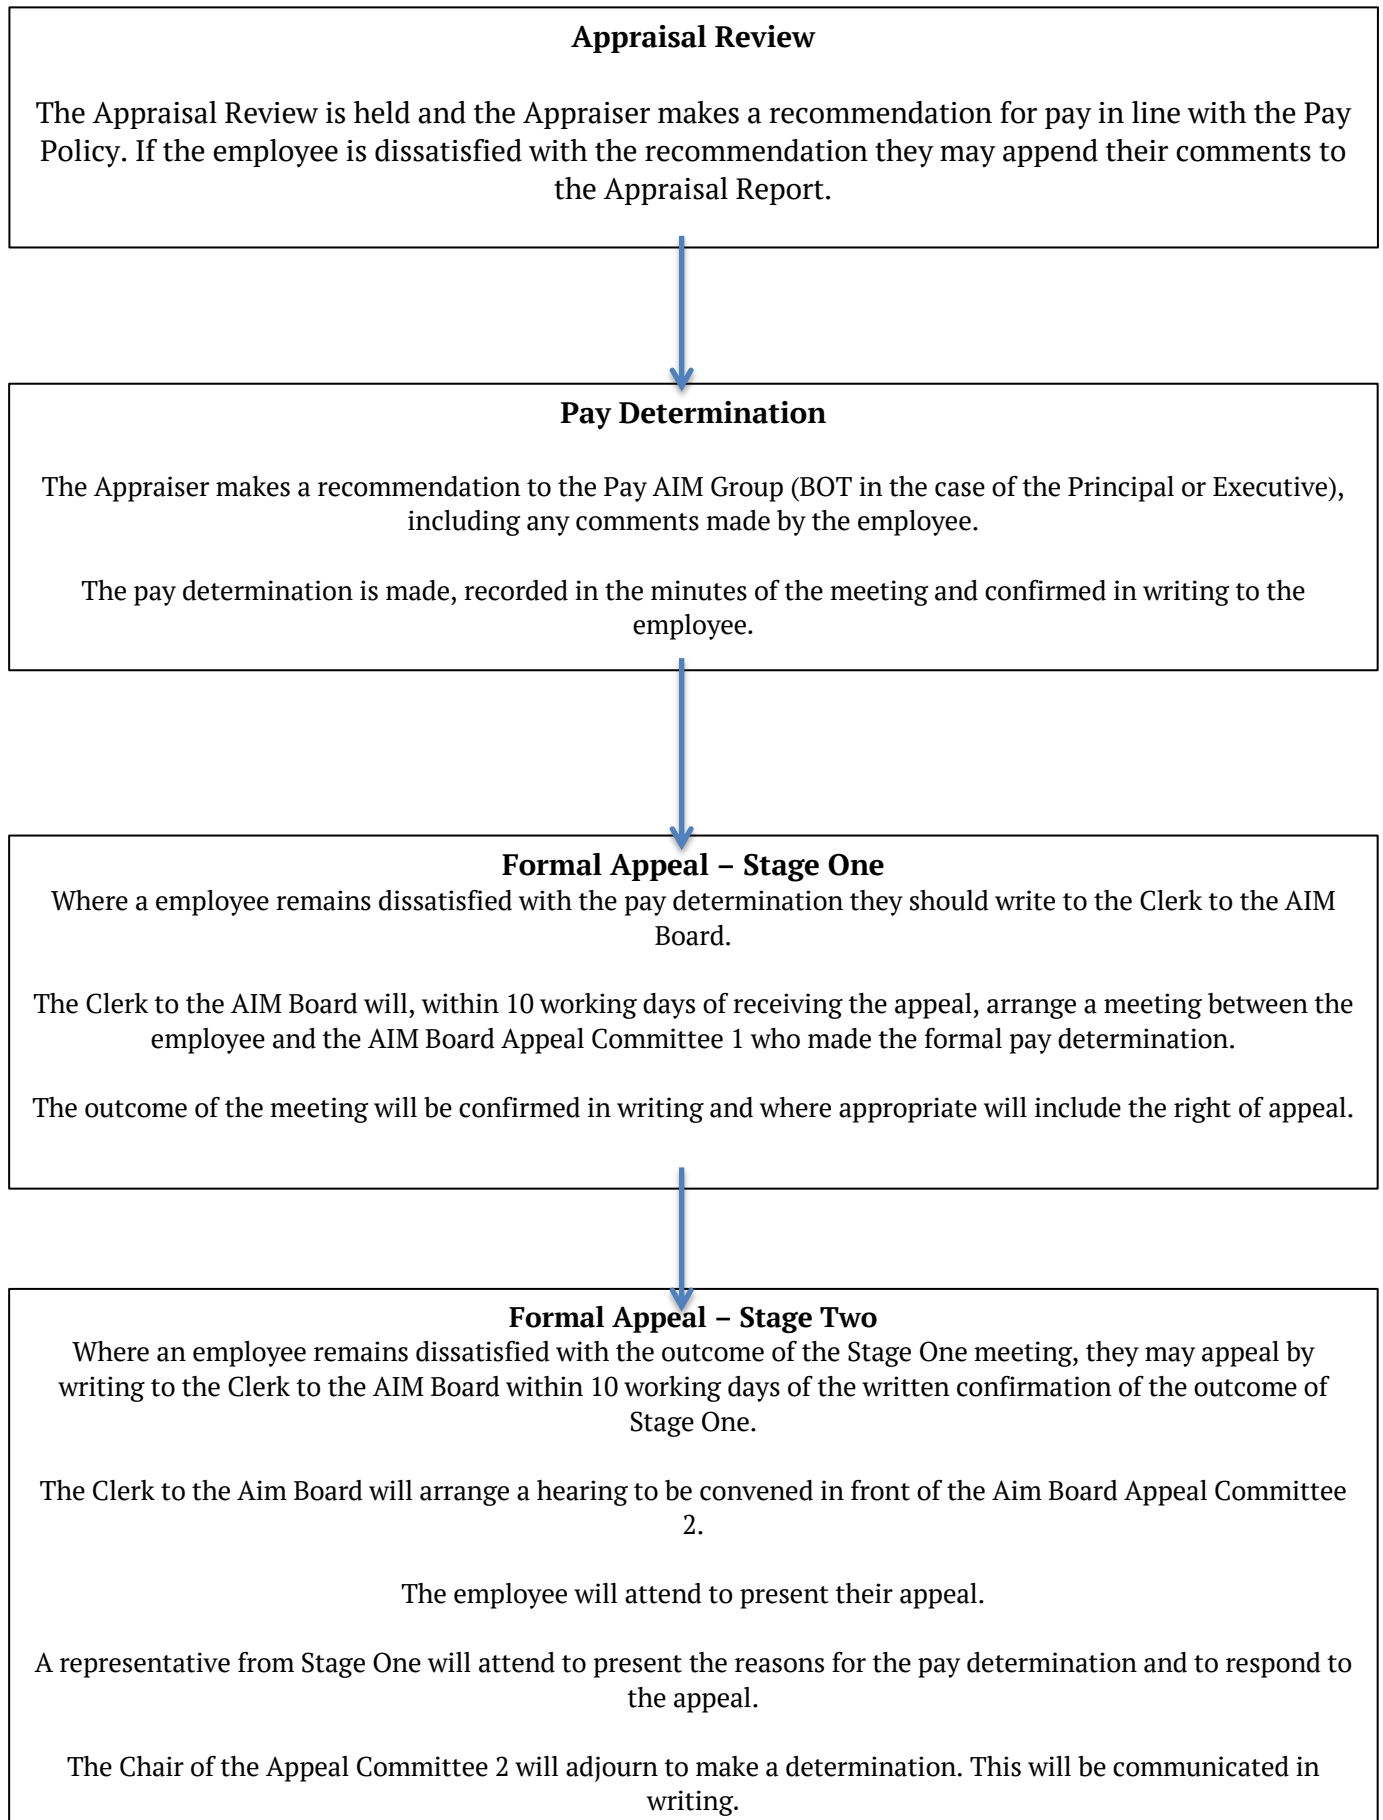 Appraisal Review
The Appraisal Review is held and the Appraiser makes a recommendation for pay in line with the Pay
Policy. If the employee is dissatisfied with the recommendation they may append their comments to
the Appraisal Report.
Pay Determination
The Appraiser makes a recommendation to the Pay AIM Group (BOT in the case of the Principal or Executive),
including any comments made by the employee.
The pay determination is made, recorded in the minutes of the meeting and confirmed in writing to the
employee.
Formal Appeal – Stage One
Where a employee remains dissatisfied with the pay determination they should write to the Clerk to the AIM
Board.
The Clerk to the AIM Board will, within 10 working days of receiving the appeal, arrange a meeting between the
employee and the AIM Board Appeal Committee 1 who made the formal pay determination.
The outcome of the meeting will be confirmed in writing and where appropriate will include the right of appeal.
Formal Appeal – Stage Two
Where an employee remains dissatisfied with the outcome of the Stage One meeting, they may appeal by
writing to the Clerk to the AIM Board within 10 working days of the written confirmation of the outcome of
Stage One.
The Clerk to the Aim Board will arrange a hearing to be convened in front of the Aim Board Appeal Committee
2.
The employee will attend to present their appeal.
A representative from Stage One will attend to present the reasons for the pay determination and to respond to
the appeal.
The Chair of the Appeal Committee 2 will adjourn to make a determination. This will be communicated in
writing.